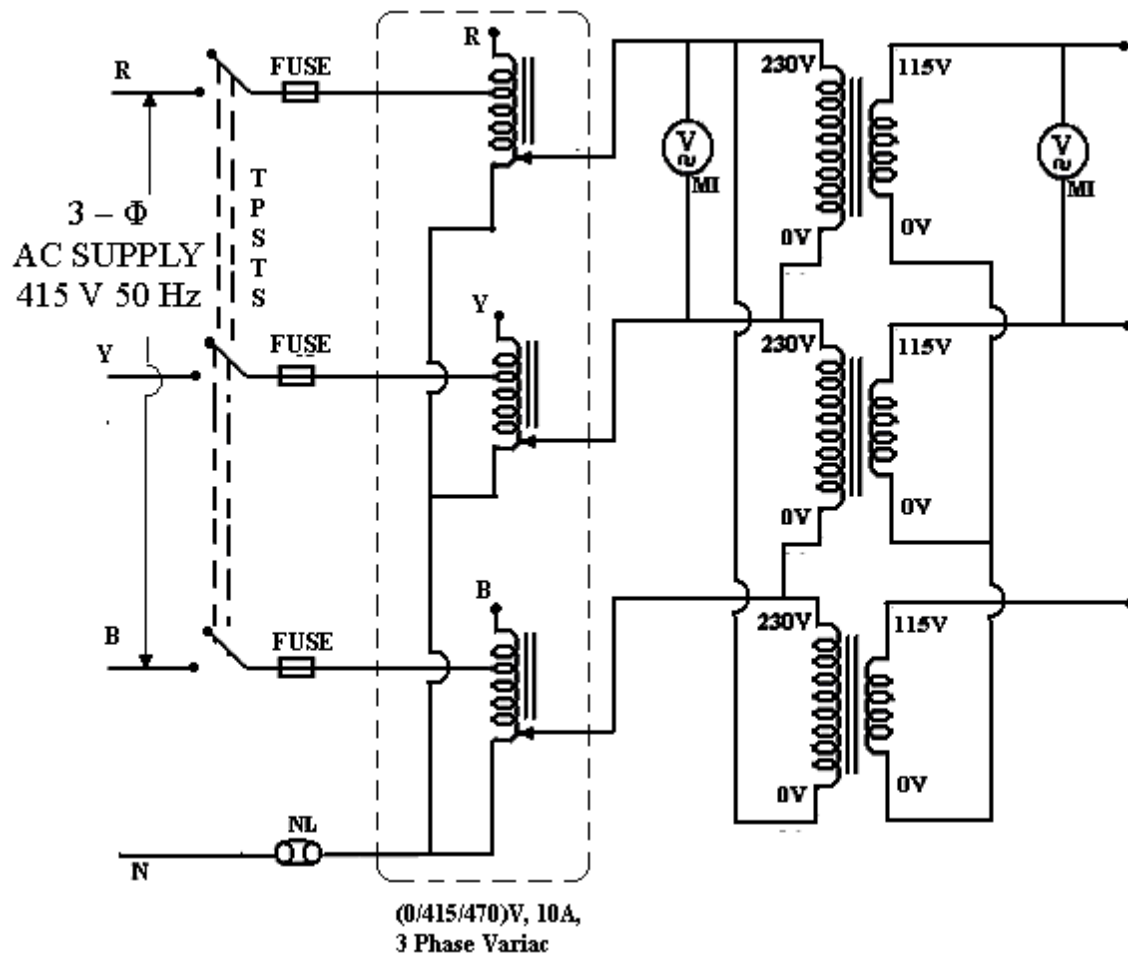 R
FUSE
R
230V
115V
V
~
MI
V
~
MI
T
P
S
T
S
3 – Φ
AC SUPPLY
415 V 50 Hz
0V
0V
Y
FUSE
Y
230V
115V
0V
0V
B
FUSE
B
230V
115V
0V
0V
NL
N
(0/415/470)V, 10A,
3 Phase Variac